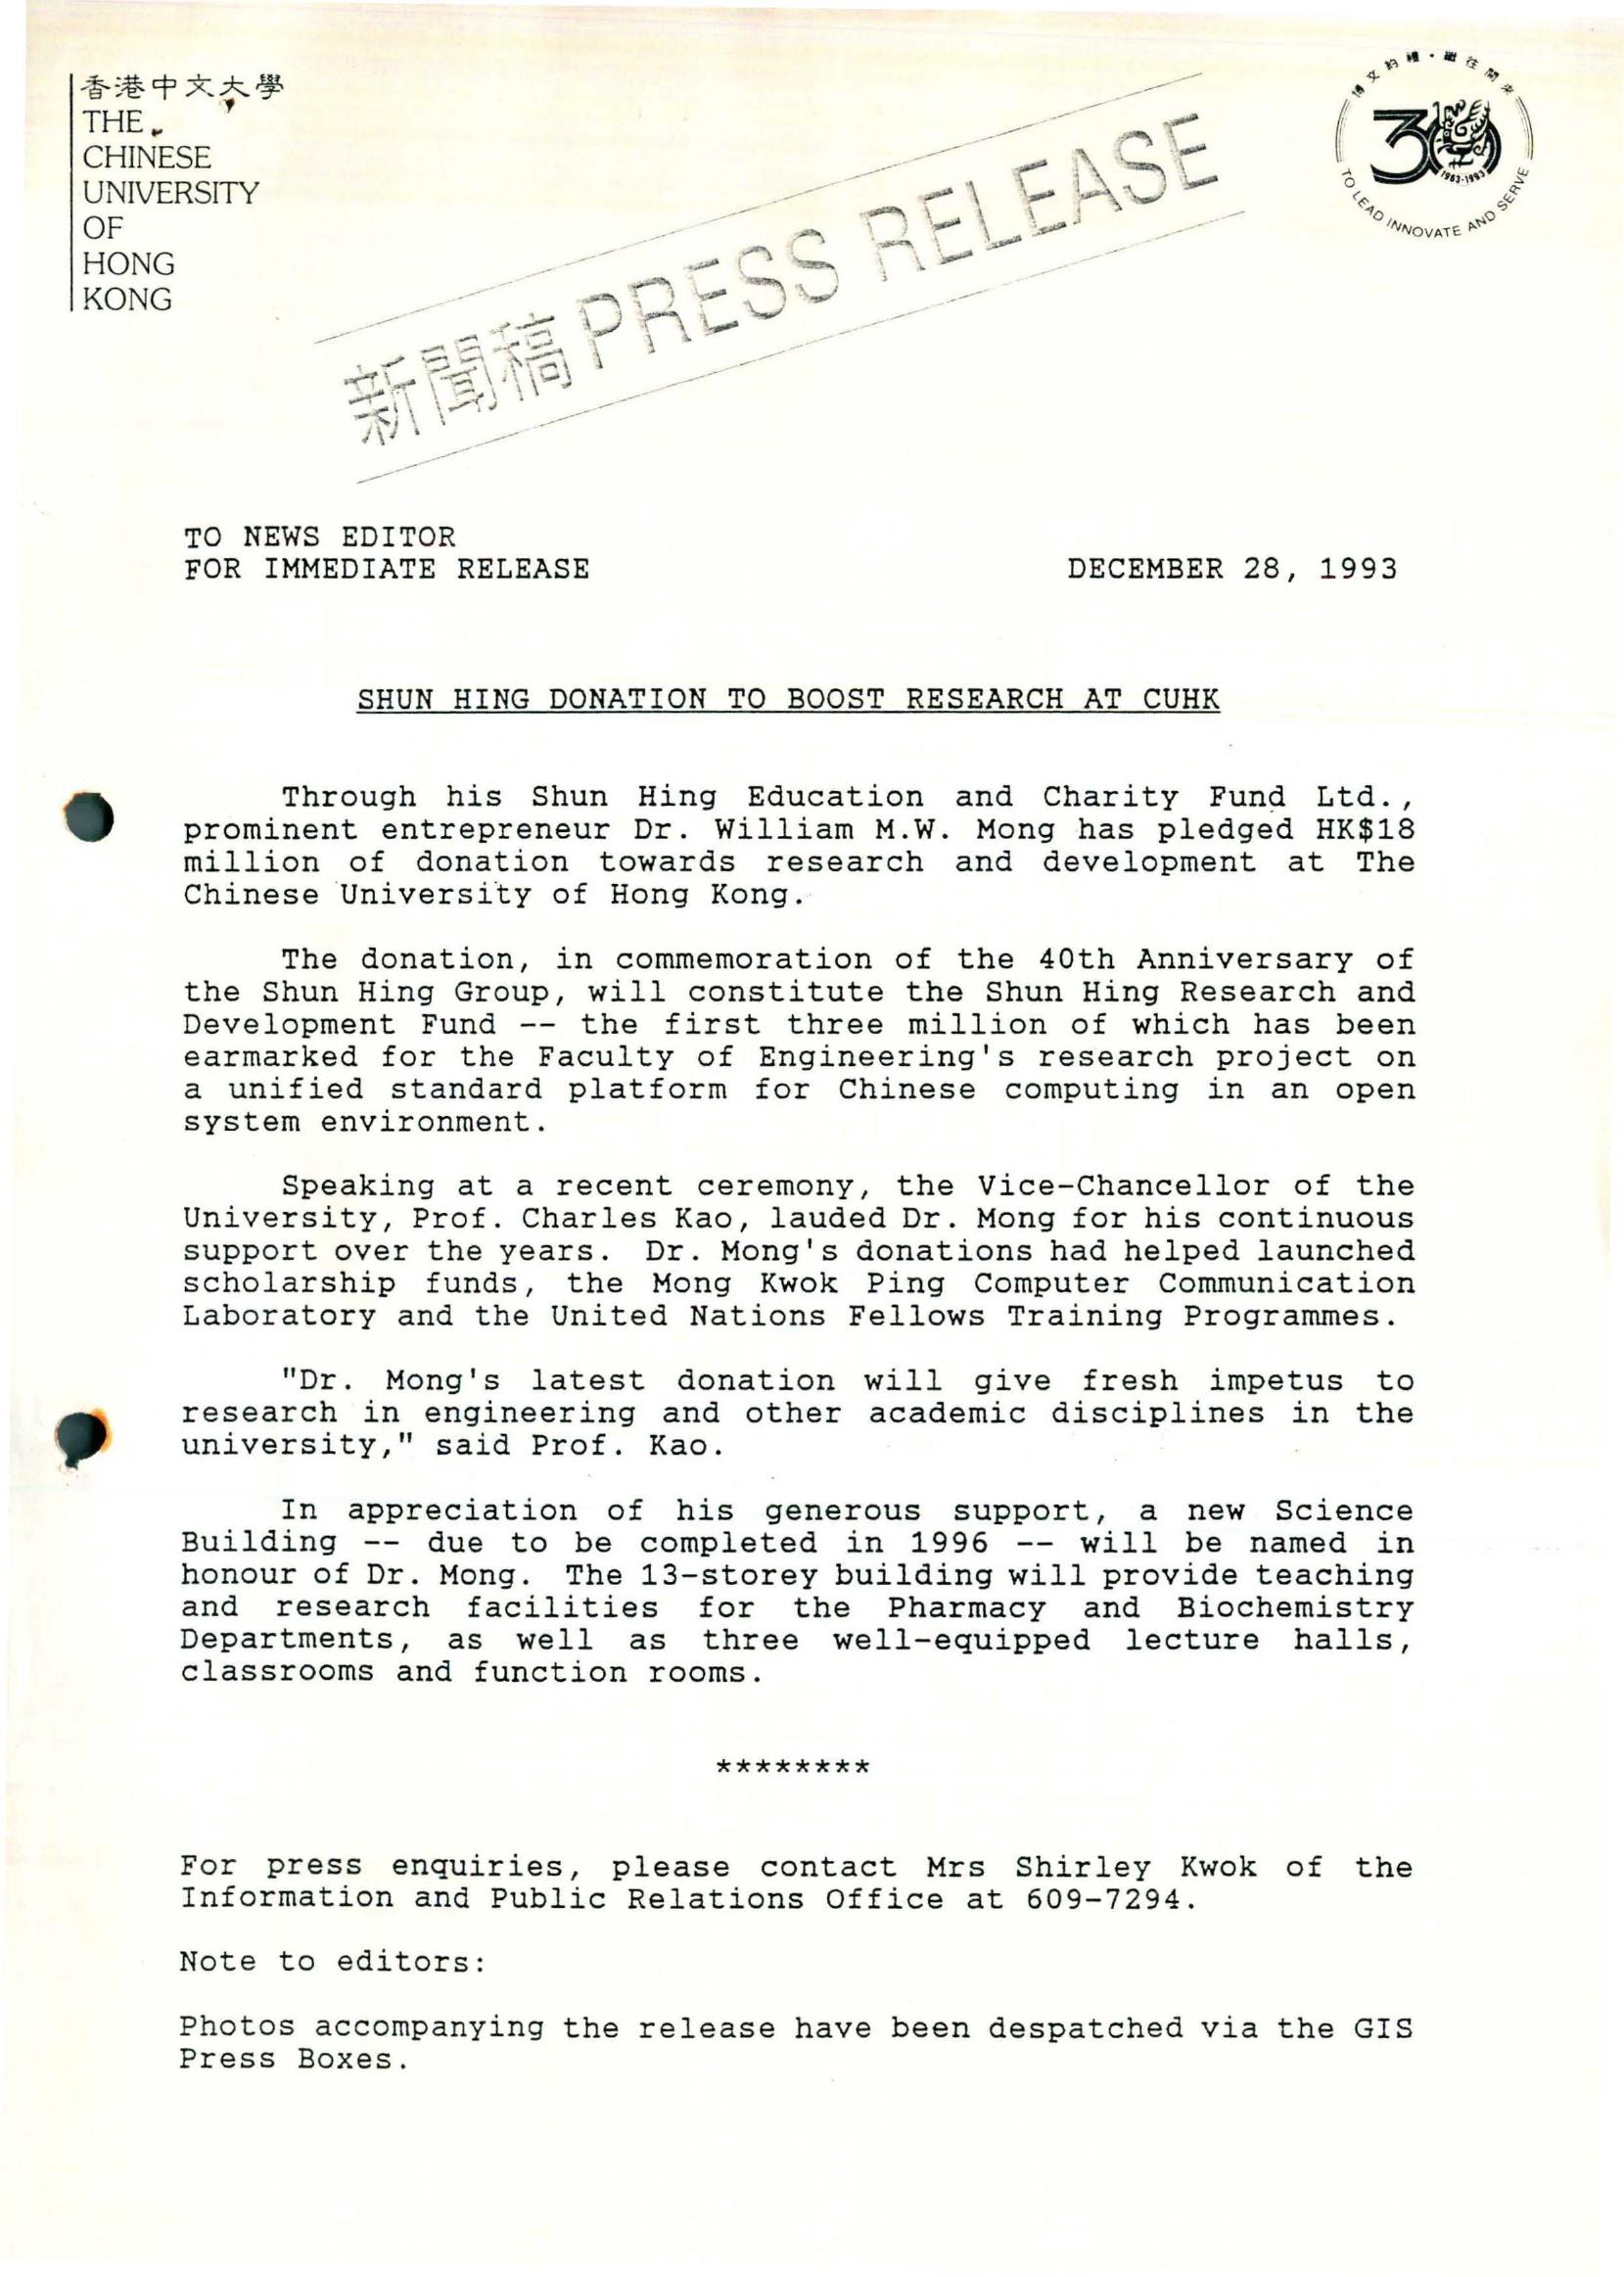 香港中文大學
THE
CHINESE
UNIVERSITY
OF
HONG
KONG
新聞稿 PRESS RELEASE
博文約禮·繼往開來
30
1963-1993
TO LEAD INNOVATE AND SERVE
TO NEWS EDITOR
FOR IMMEDIATE RELEASE DECEMBER 28, 1993
SHUN HING DONATION TO BOOST RESEARCH AT CUHK
Through his Shun Hing Education and Charity Fund Ltd.,
prominent entrepreneur Dr. William M.W. Mong has pledged HK$18
million of donation towards research and development at The
Chinese University of Hong Kong.
The donation, in commemoration of the 40th Anniversary of
the Shun Hing Group, will constitute the Shun Hing Research and
Development Fund -- the first three million of which has been
earmarked for the Faculty of Engineering's research project on
a unified standard platform for Chinese computing in an open
system environment.
Speaking at a recent ceremony, the Vice-Chancellor of the
University, Prof. Charles Kao, lauded Dr. Mong for his continuous
support over the years. Dr. Mong's donations had helped launched
scholarship funds, the Mong Kwok Ping Computer Communication
Laboratory and the United Nations Fellows Training Programmes.
"Dr. Mong's latest donation will give fresh impetus to
research in engineering and other academic disciplines in the
university," said Prof. Kao.
In appreciation of his generous support, a new Science
Building -- due to be completed in 1996 -- will be named in
honour of Dr. Mong. The 13-storey building will provide teaching
and research facilities for the Pharmacy and Biochemistry
Departments, as well as three well-equipped lecture halls,
classrooms and function rooms.
********
For press enquiries, please contact Mrs Shirley Kwok of the
Information and Public Relations Office at 609-7294.
Note to editors:
Photos accompanying the release have been despatched via the GIS
Press Boxes.